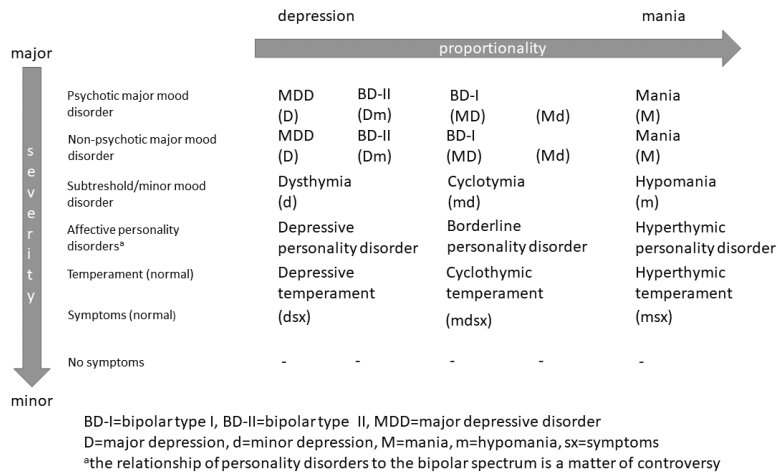 depression mania
proportionality
major
severity
Psychotic major mood MDD BD-II BD-I Mania
disorder (D) (Dm) (MD) (Md) (M)
Non-psychotic major mood MDD BD-II BD-I Mania
disorder (D) (Dm) (MD) (Md) (M)
Subtreshold/minor mood Dysthymia Cyclotymia Hypomania
disorder (d) (md) (m)
Affective personality Depressive Borderline Hyperthymic
disordersᵃ personality disorder personality disorder personality disorder
Temperament (normal) Depressive Cyclothymic Hyperthymic
temperament temperament temperament
Symptoms (normal) (dsx) (mdsx) (msx)
No symptoms - - - - -
minor
BD-I=bipolar type I, BD-II=bipolar type II, MDD=major depressive disorder
D=major depression, d=minor depression, M=mania, m=hypomania, sx=symptoms
ᵃthe relationship of personality disorders to the bipolar spectrum is a matter of controversy